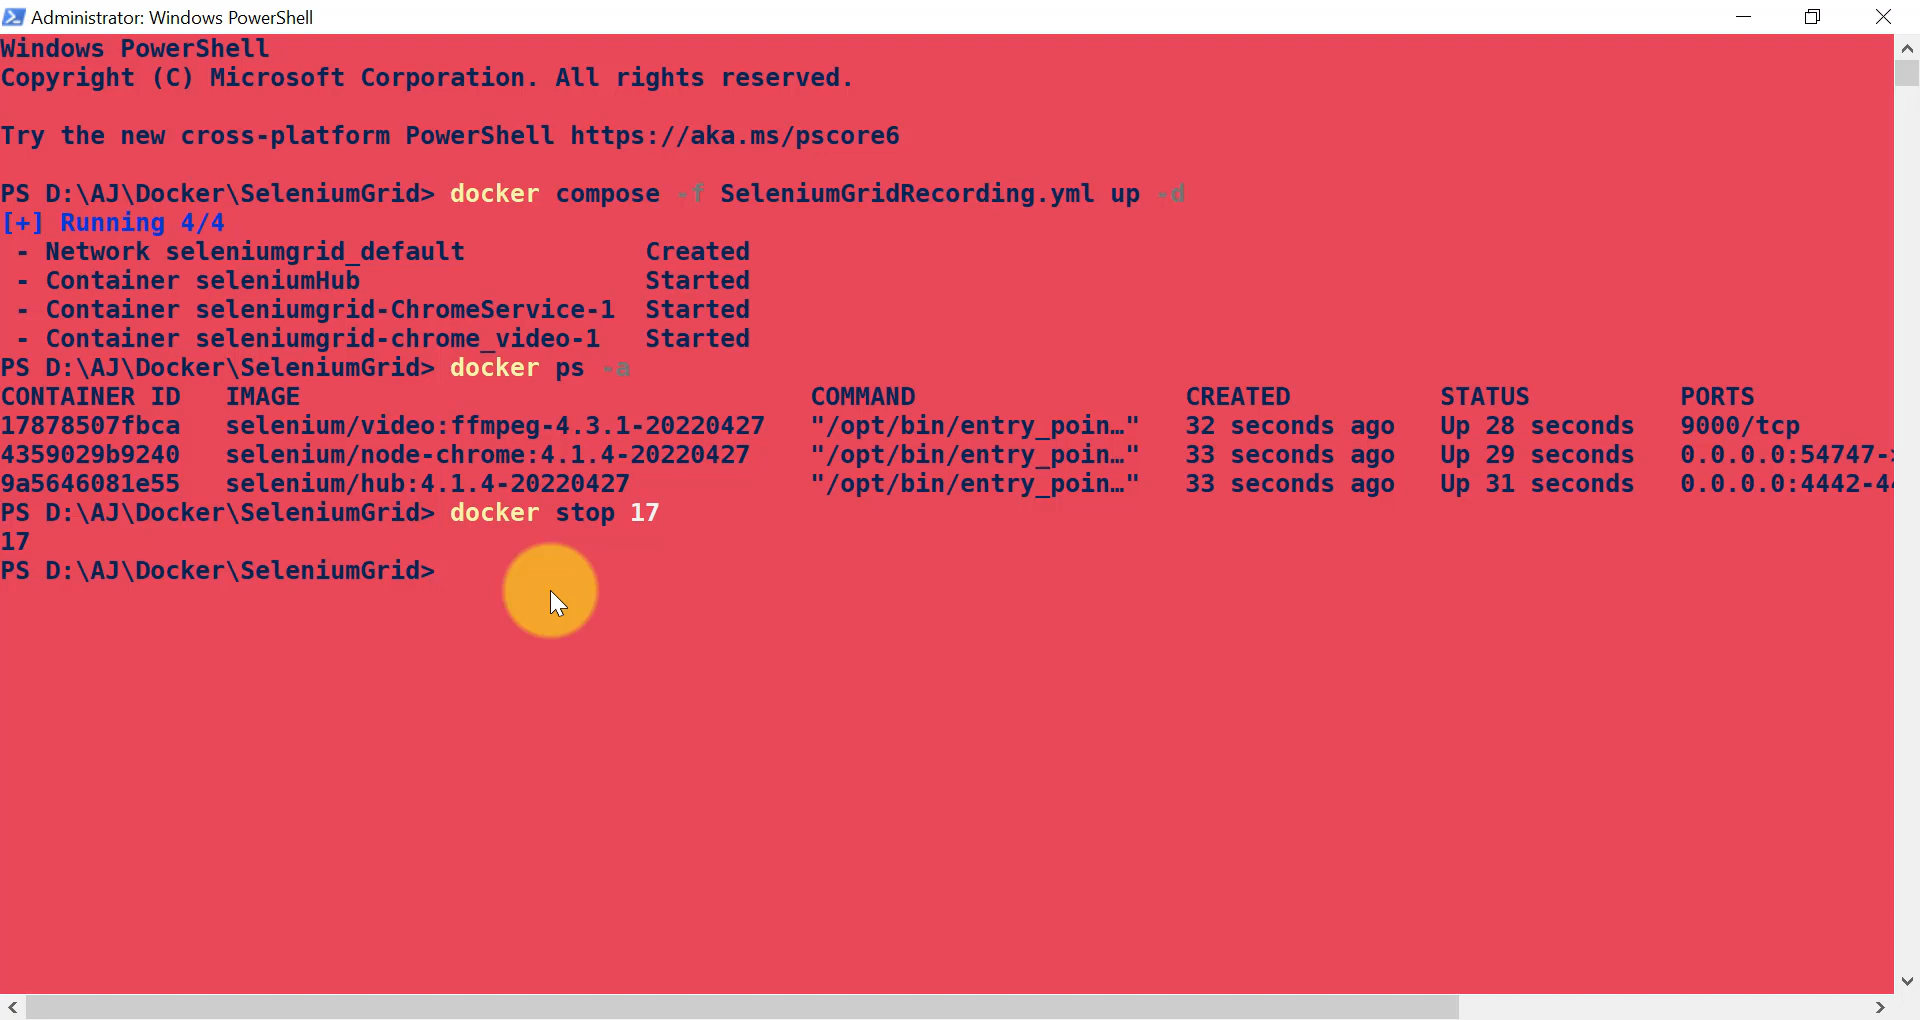 Administrator: Windows PowerShell
Windows PowerShell
Copyright (C) Microsoft Corporation. All rights reserved.
Try the new cross-platform PowerShell https://aka.ms/pscore6
PS D:\AJ\Docker\SeleniumGrid> docker compose -f SeleniumGridRecording.yml up -d
[+] Running 4/4
 - Network seleniumgrid_default            Created
 - Container seleniumHub                   Started
 - Container seleniumgrid-ChromeService-1  Started
 - Container seleniumgrid-chrome_video-1   Started
PS D:\AJ\Docker\SeleniumGrid> docker ps -a
CONTAINER ID   IMAGE                                  COMMAND                  CREATED          STATUS          PORTS
17878507fbca   selenium/video:ffmpeg-4.3.1-20220427   "/opt/bin/entry_poin…"   32 seconds ago   Up 28 seconds   9000/tcp
4359029b9240   selenium/node-chrome:4.1.4-20220427    "/opt/bin/entry_poin…"   33 seconds ago   Up 29 seconds   0.0.0.0:54747-
9a5646081e55   selenium/hub:4.1.4-20220427            "/opt/bin/entry_poin…"   33 seconds ago   Up 31 seconds   0.0.0.0:4442-4
PS D:\AJ\Docker\SeleniumGrid> docker stop 17
17
PS D:\AJ\Docker\SeleniumGrid>